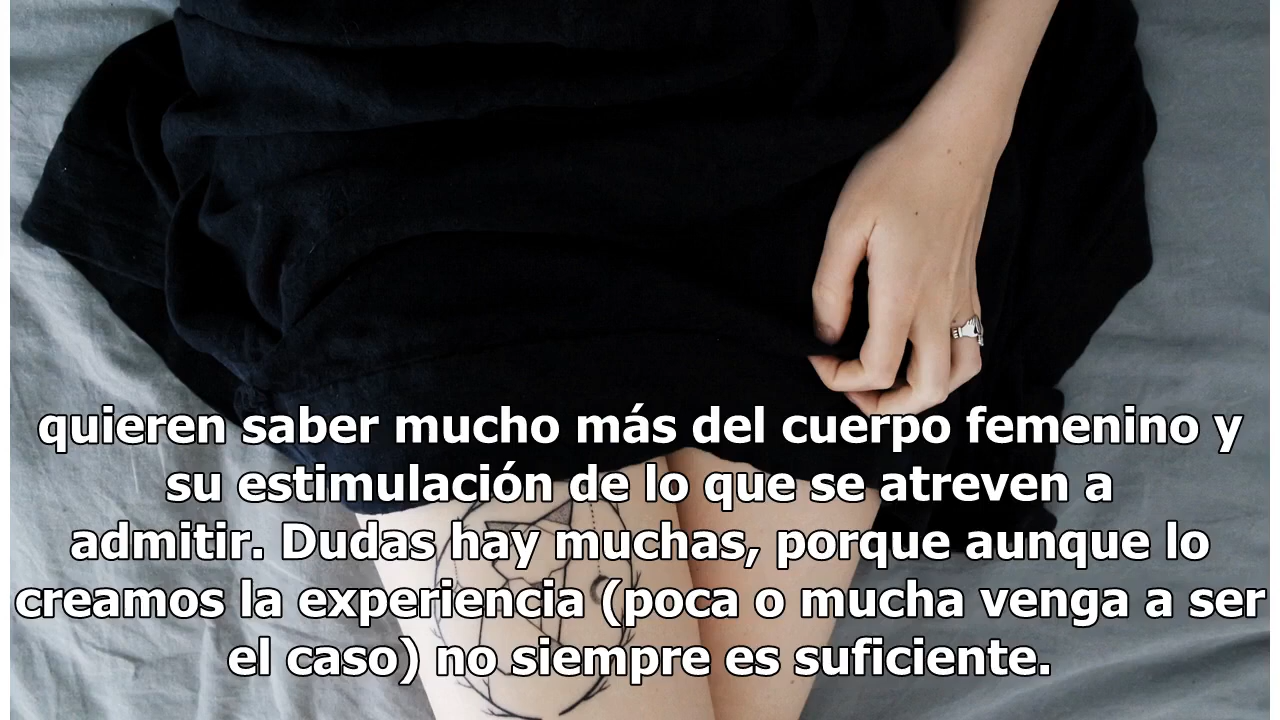 quieren saber mucho más del cuerpo femenino y
su estimulación de lo que se atreven a
admitir. Dudas hay muchas, porque aunque lo
creamos la experiencia (poca o mucha venga a ser
el caso) no siempre es suficiente.